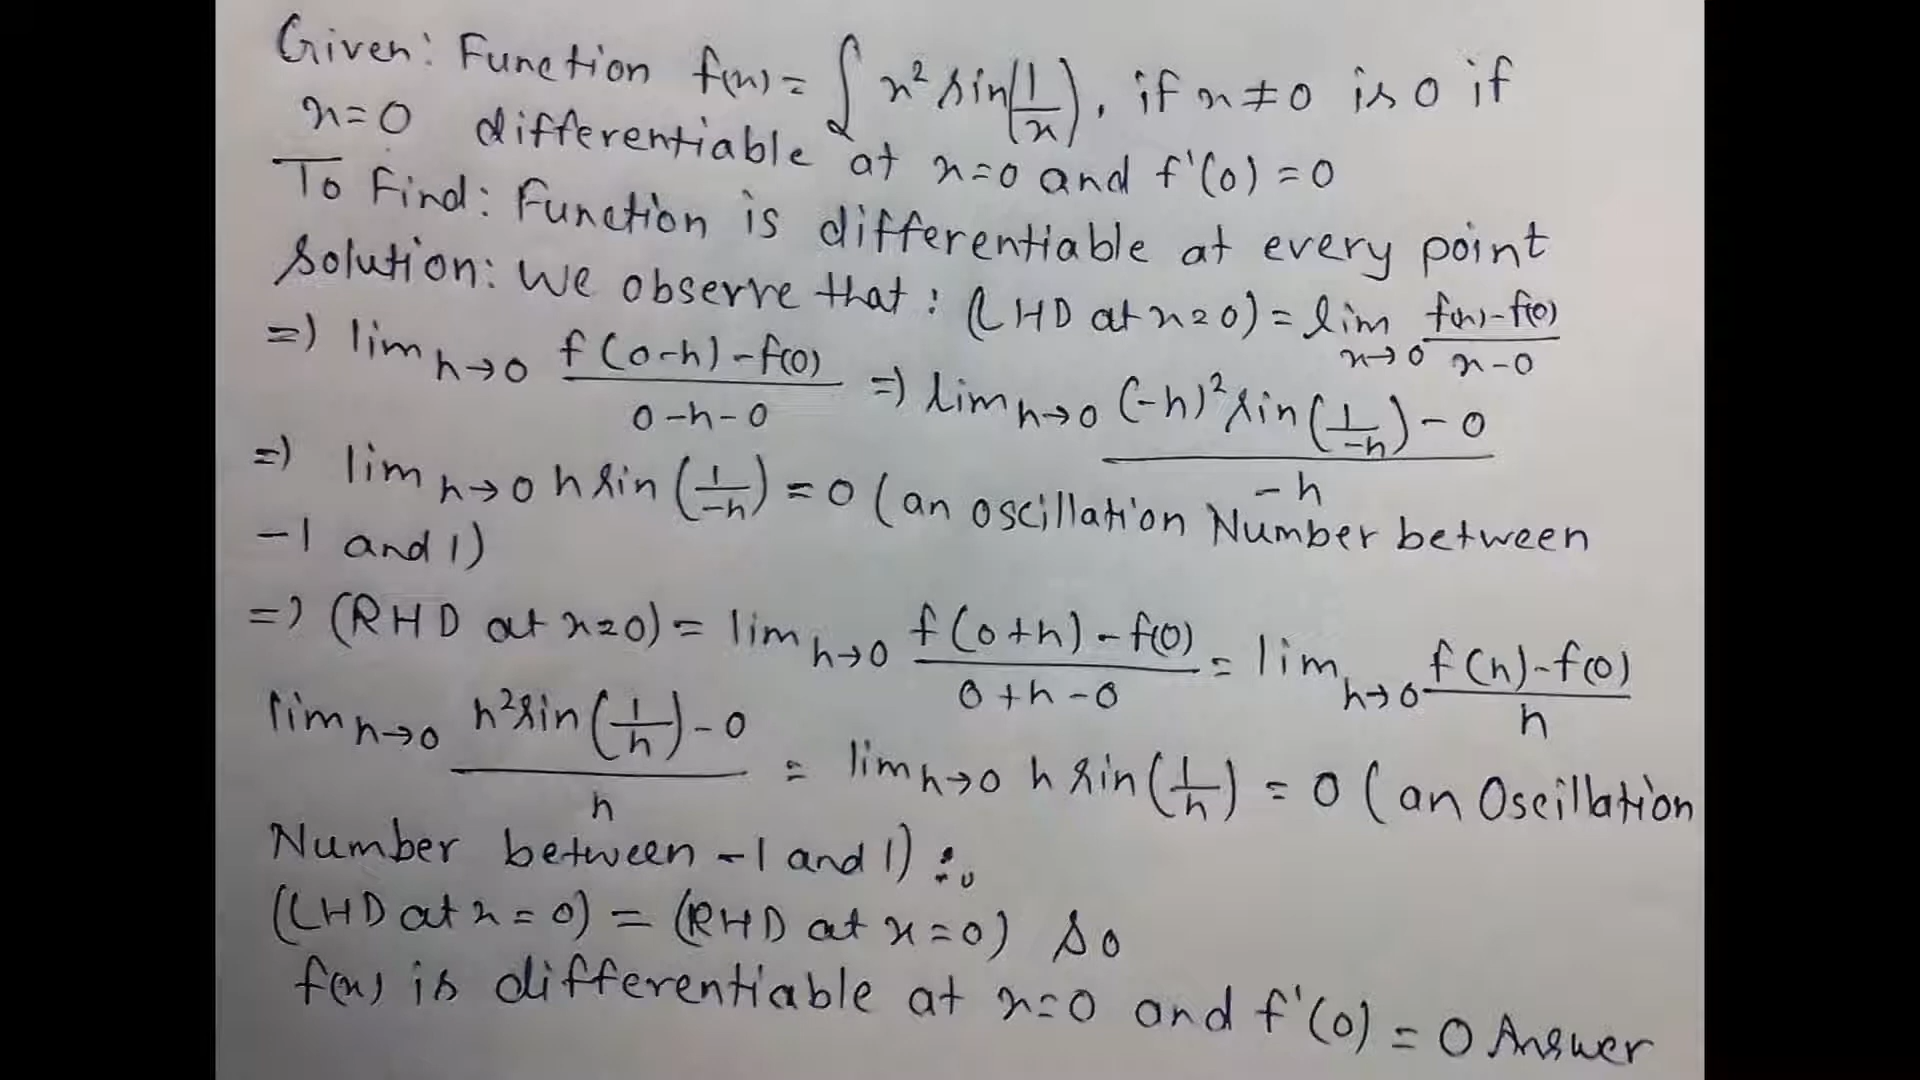 Given: Function f(x) = ∫ x² sin(1/x), if x ≠ 0 is 0 if
x=0 differentiable at x=0 and f'(0) = 0
To Find: Function is differentiable at every point
Solution: We observe that: (LHD at x=0) = lim x→0 f(x)-f(0)/x-0
=) lim h→0 f(0-h)-f(0)/0-h-0 =) lim h→0 (-h)² sin(1/-h)-0/-h
=) lim h→0 h sin(1/-h) = 0 (an oscillation Number between
-1 and 1)
=) (RHD at x=0) = lim h→0 f(0+h)-f(0)/0+h-0 = lim h→0 f(h)-f(0)/h
lim h→0 h² sin(1/h)-0/h = lim h→0 h sin(1/h) = 0 (an Oscillation
Number between -1 and 1) ∴
(LHD at x=0) = (RHD at x=0) so
f(x) is differentiable at x=0 and f'(0) = 0 Answer